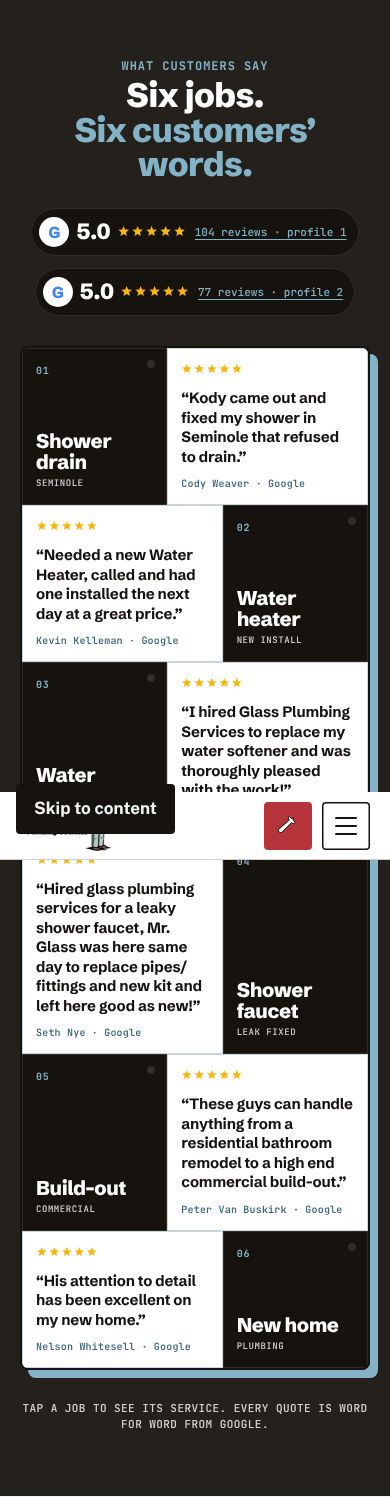 WHAT CUSTOMERS SAY
Six jobs.
Six customers’
words.
G 5.0 ★★★★★ 104 reviews · profile 1
G 5.0 ★★★★★ 77 reviews · profile 2
01
Shower
drain
SEMINOLE
★★★★★
“Kody came out and
fixed my shower in
Seminole that refused
to drain.”
Cody Weaver · Google
★★★★★
“Needed a new Water
Heater, called and had
one installed the next
day at a great price.”
Kevin Kelleman · Google
02
Water
heater
NEW INSTALL
03
Water
★★★★★
“I hired Glass Plumbing
Services to replace my
water softener and was
thoroughly pleased
with the work!”
Skip to content
★★★★★
“Hired glass plumbing
services for a leaky
shower faucet, Mr.
Glass was here same
day to replace pipes/
fittings and new kit and
left here good as new!”
Seth Nye · Google
04
Shower
faucet
LEAK FIXED
05
Build-out
COMMERCIAL
★★★★★
“These guys can handle
anything from a
residential bathroom
remodel to a high end
commercial build-out.”
Peter Van Buskirk · Google
★★★★★
“His attention to detail
has been excellent on
my new home.”
Nelson Whitesell · Google
06
New home
PLUMBING
TAP A JOB TO SEE ITS SERVICE. EVERY QUOTE IS WORD
FOR WORD FROM GOOGLE.